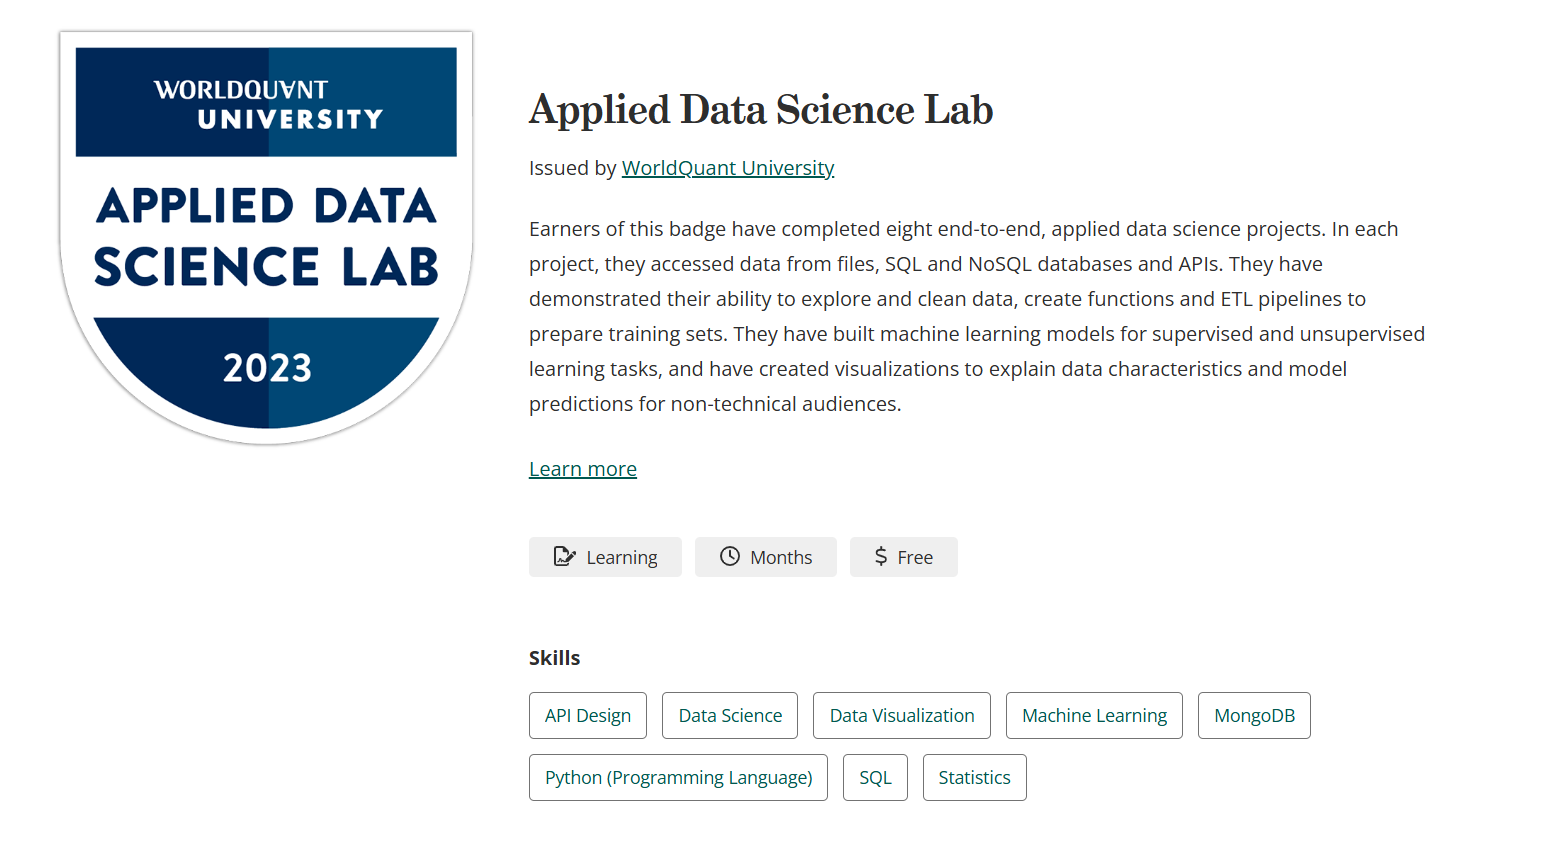 WORLDQUANT
UNIVERSITY
APPLIED DATA
SCIENCE LAB
2023
Applied Data Science Lab
Issued by WorldQuant University
Earners of this badge have completed eight end-to-end, applied data science projects. In each
project, they accessed data from files, SQL and NoSQL databases and APIs. They have
demonstrated their ability to explore and clean data, create functions and ETL pipelines to
prepare training sets. They have built machine learning models for supervised and unsupervised
learning tasks, and have created visualizations to explain data characteristics and model
predictions for non-technical audiences.
Learn more
Learning Months $ Free
Skills
API Design Data Science Data Visualization Machine Learning MongoDB
Python (Programming Language) SQL Statistics